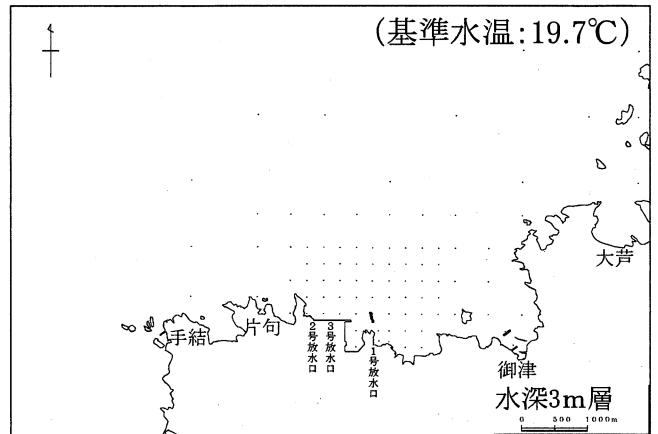 (基準水温:19.7℃)
大芦
手結
片句
2号放水口
3号放水口
1号放水口
御津
水深3m層
0 500 1000m